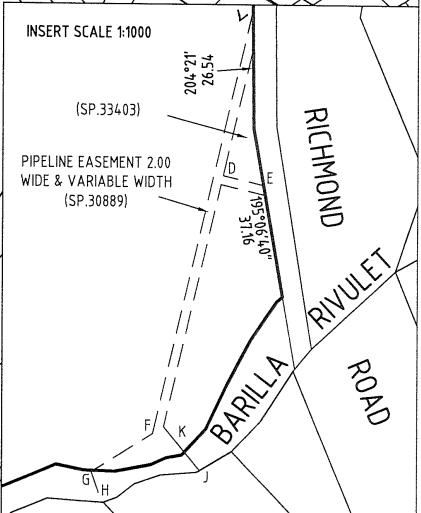 INSERT SCALE 1:1000
204°21'
26.54
(SP.33403)
PIPELINE EASEMENT 2.00
WIDE & VARIABLE WIDTH
(SP.30889)
D
E
195°06'40"
37.16
RICHMOND
RIVULET
BARILLA
ROAD
F
K
G
H
J